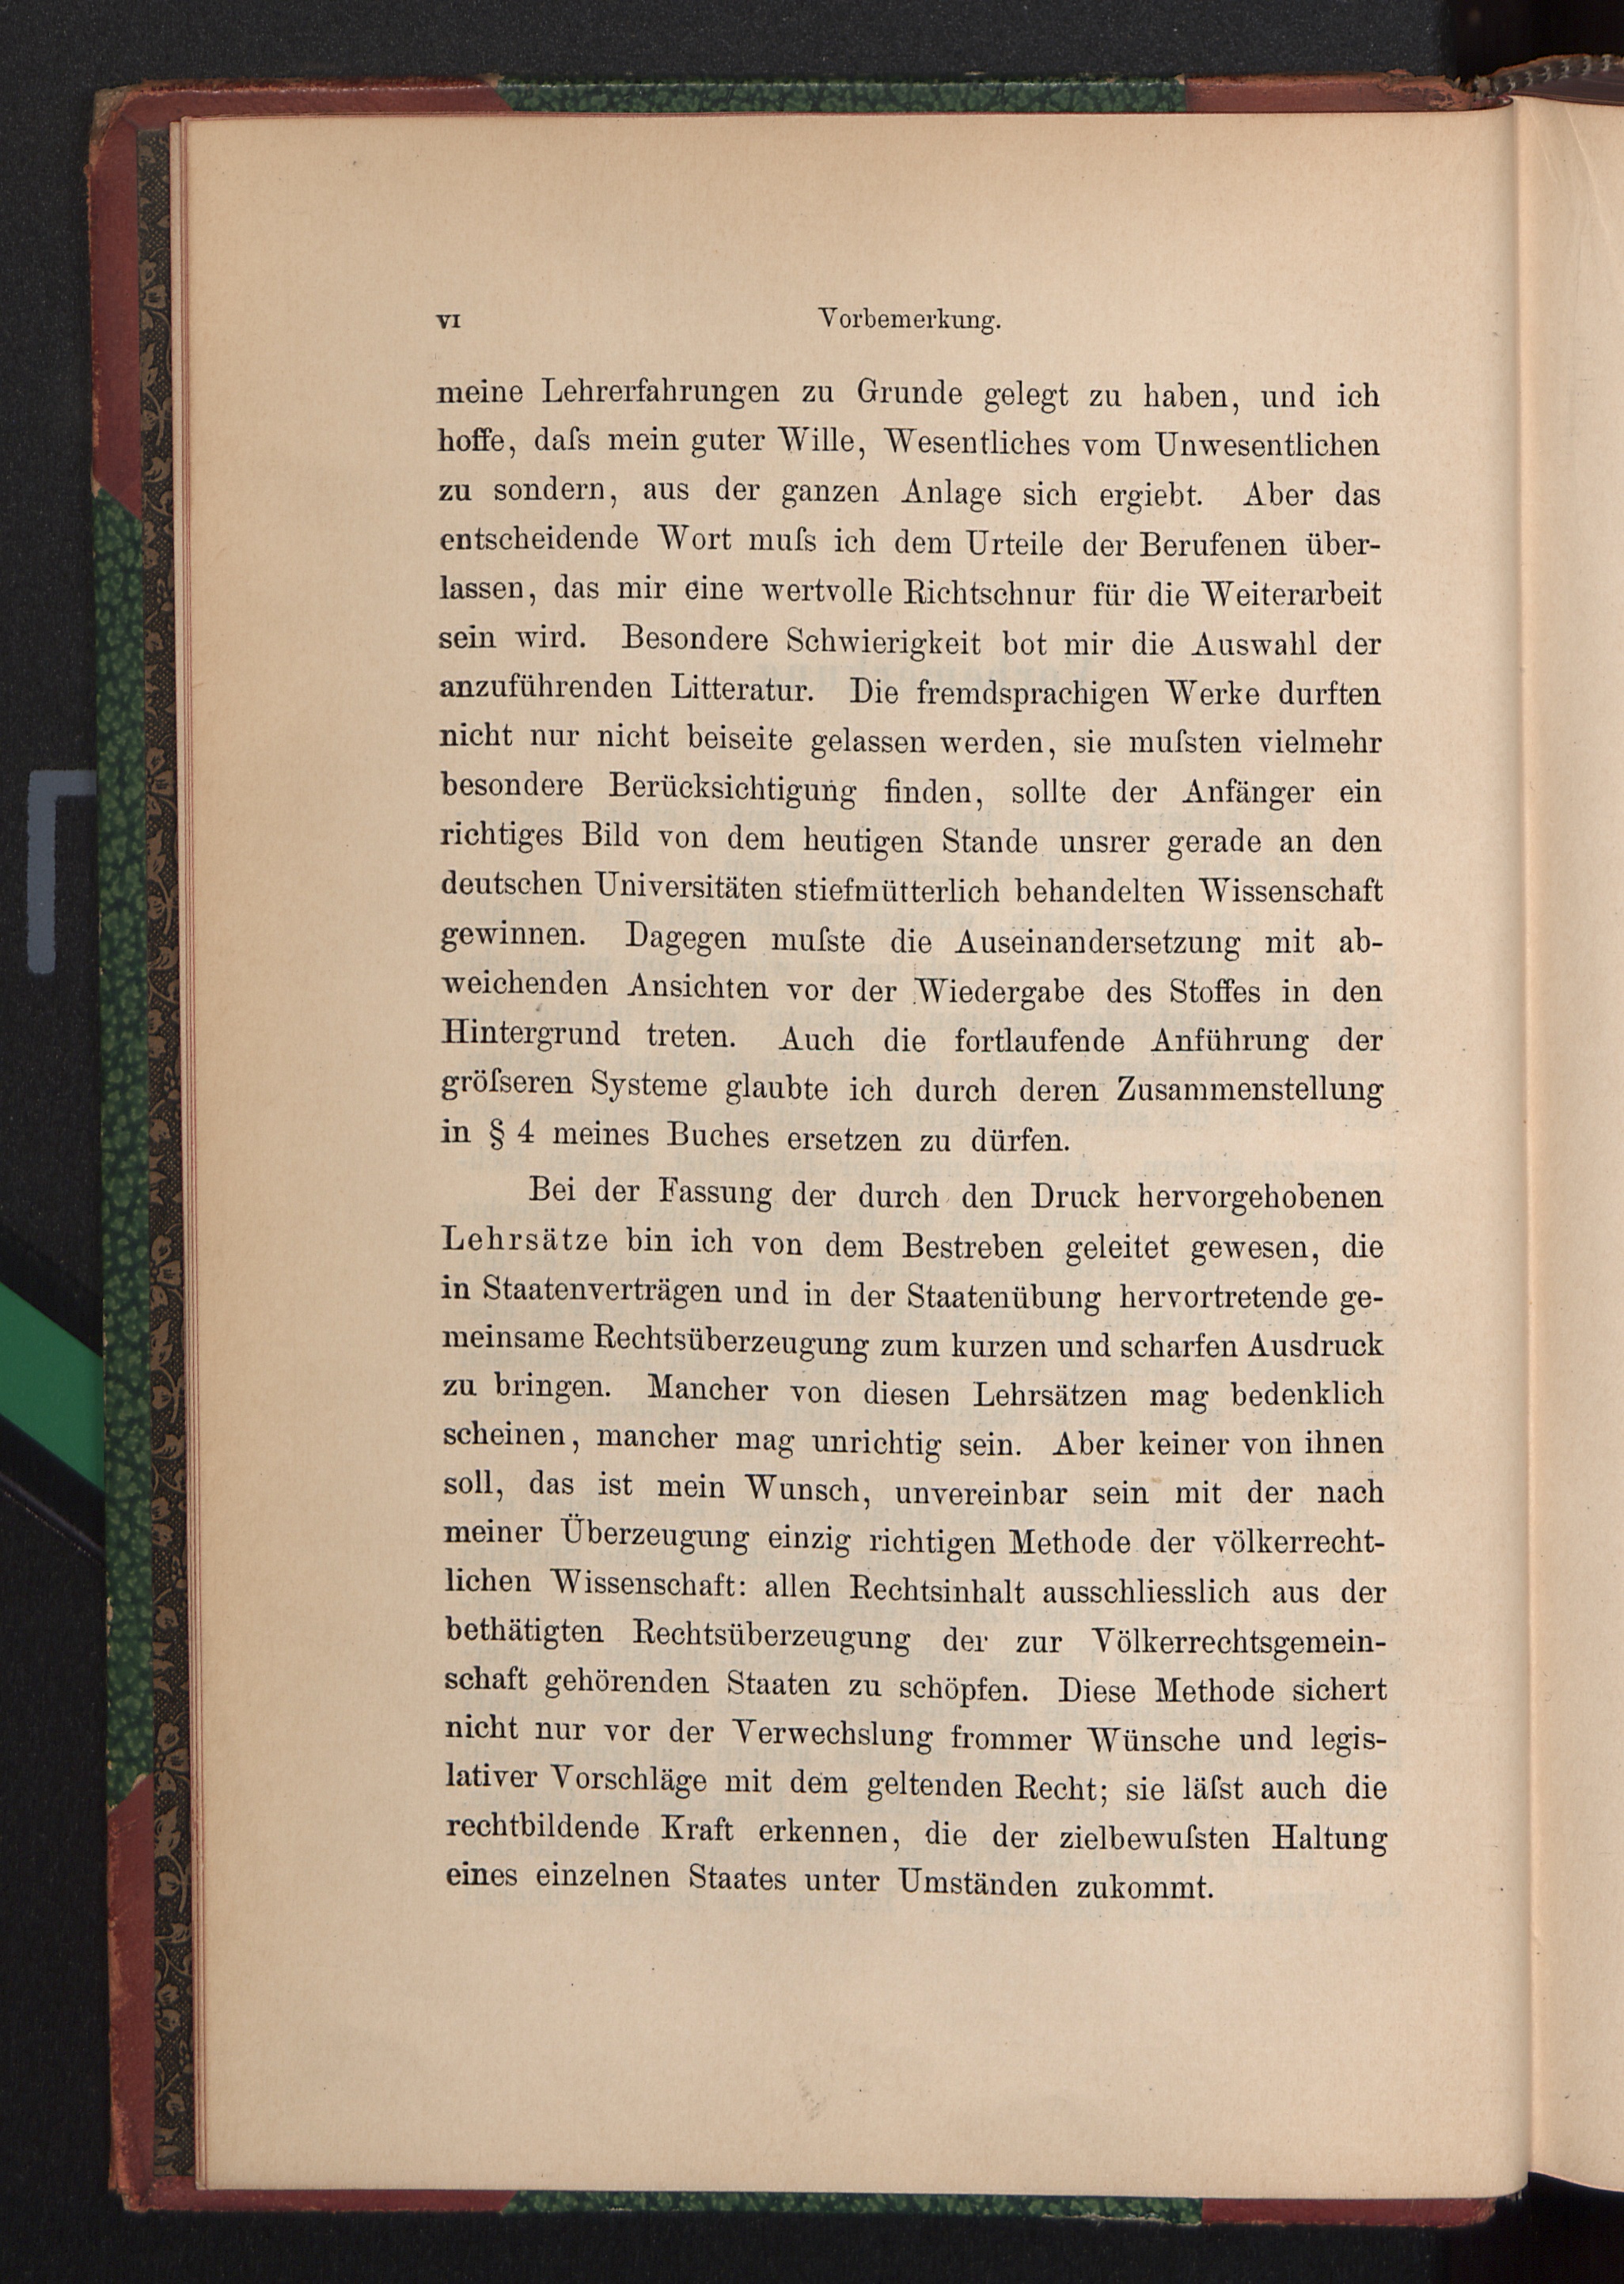 VI Vorbemerkung.
meine Lehrerfahrungen zu Grunde gelegt zu haben, und ich
hoffe, daſs mein guter Wille, Wesentliches vom Unwesentlichen
zu sondern, aus der ganzen Anlage sich ergiebt. Aber das
entscheidende Wort muſs ich dem Urteile der Berufenen über-
lassen, das mir eine wertvolle Richtschnur für die Weiterarbeit
sein wird. Besondere Schwierigkeit bot mir die Auswahl der
anzuführenden Litteratur. Die fremdsprachigen Werke durften
nicht nur nicht beiseite gelassen werden, sie muſsten vielmehr
besondere Berücksichtigung finden, sollte der Anfänger ein
richtiges Bild von dem heutigen Stande unsrer gerade an den
deutschen Universitäten stiefmütterlich behandelten Wissenschaft
gewinnen. Dagegen muſste die Auseinandersetzung mit ab-
weichenden Ansichten vor der Wiedergabe des Stoffes in den
Hintergrund treten. Auch die fortlaufende Anführung der
gröſseren Systeme glaubte ich durch deren Zusammenstellung
in § 4 meines Buches ersetzen zu dürfen.
Bei der Fassung der durch den Druck hervorgehobenen
Lehrsätze bin ich von dem Bestreben geleitet gewesen, die
in Staatenverträgen und in der Staatenübung hervortretende ge-
meinsame Rechtsüberzeugung zum kurzen und scharfen Ausdruck
zu bringen. Mancher von diesen Lehrsätzen mag bedenklich
scheinen, mancher mag unrichtig sein. Aber keiner von ihnen
soll, das ist mein Wunsch, unvereinbar sein mit der nach
meiner Überzeugung einzig richtigen Methode der völkerrecht-
lichen Wissenschaft: allen Rechtsinhalt ausschliesslich aus der
bethätigten Rechtsüberzeugung der zur Völkerrechtsgemein-
schaft gehörenden Staaten zu schöpfen. Diese Methode sichert
nicht nur vor der Verwechslung frommer Wünsche und legis-
lativer Vorschläge mit dem geltenden Recht; sie läſst auch die
rechtbildende Kraft erkennen, die der zielbewuſsten Haltung
eines einzelnen Staates unter Umständen zukommt.